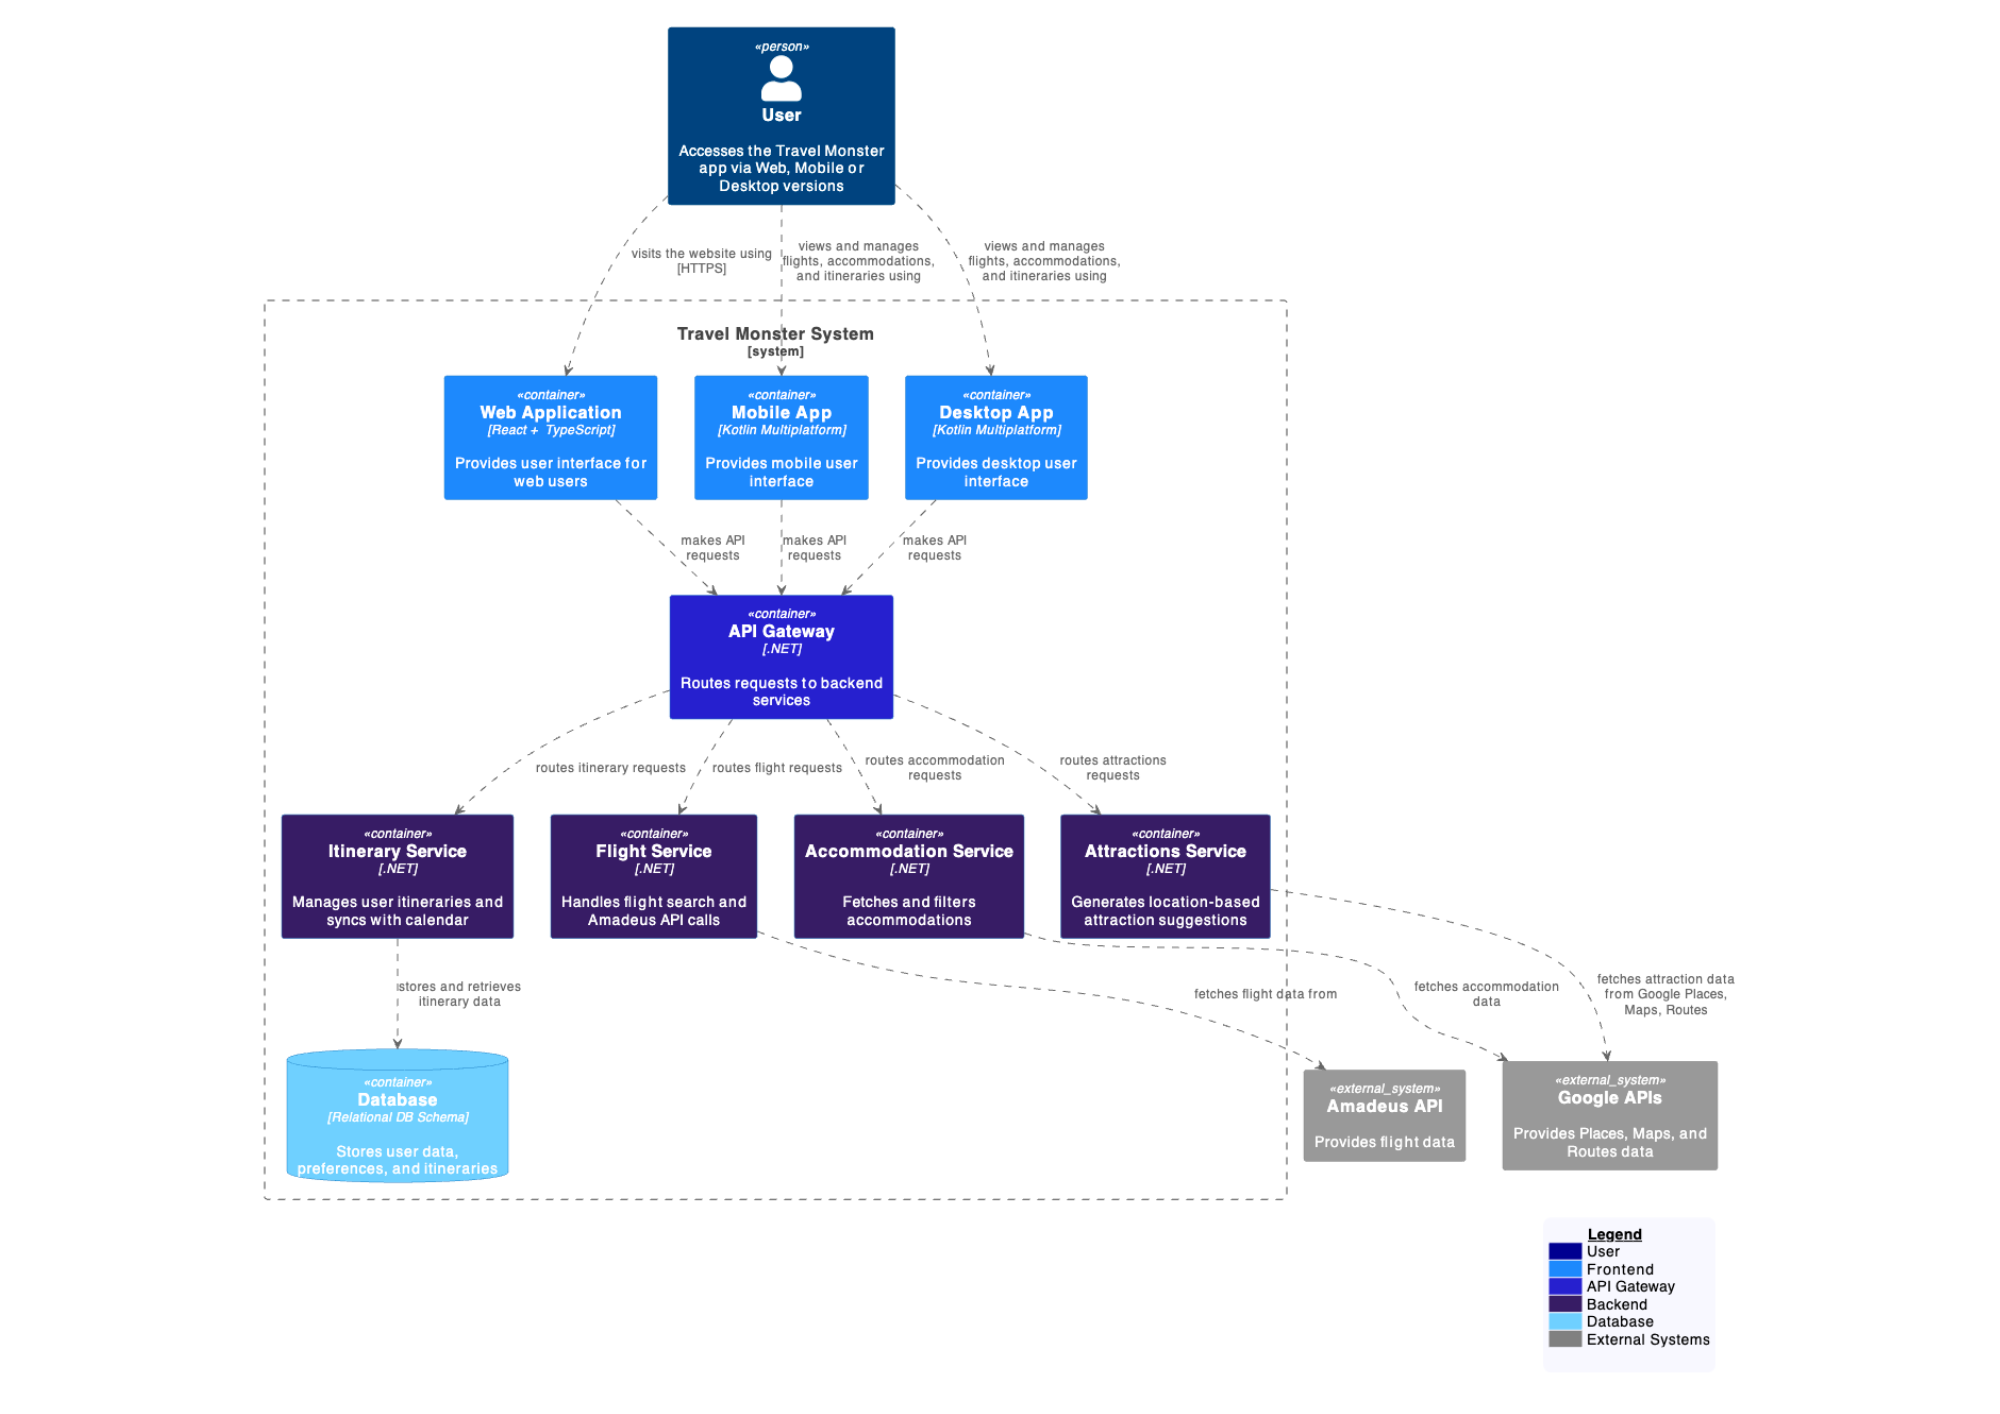 «person»
User
Accesses the Travel Monster
app via Web, Mobile or
Desktop versions
visits the website using
[HTTPS]
views and manages
flights, accommodations,
and itineraries using
views and manages
flights, accommodations,
and itineraries using
Travel Monster System
[system]
«container»
Web Application
[React + TypeScript]
Provides user interface for
web users
«container»
Mobile App
[Kotlin Multiplatform]
Provides mobile user
interface
«container»
Desktop App
[Kotlin Multiplatform]
Provides desktop user
interface
makes API
requests
makes API
requests
makes API
requests
«container»
API Gateway
[.NET]
Routes requests to backend
services
routes itinerary requests
routes flight requests
routes accommodation
requests
routes attractions
requests
«container»
Itinerary Service
[.NET]
Manages user itineraries and
syncs with calendar
«container»
Flight Service
[.NET]
Handles flight search and
Amadeus API calls
«container»
Accommodation Service
[.NET]
Fetches and filters
accommodations
«container»
Attractions Service
[.NET]
Generates location-based
attraction suggestions
stores and retrieves
itinerary data
fetches flight data from
fetches accommodation
data
fetches attraction data
from Google Places,
Maps, Routes
«container»
Database
[Relational DB Schema]
Stores user data,
preferences, and itineraries
«external_system»
Amadeus API
Provides flight data
«external_system»
Google APIs
Provides Places, Maps, and
Routes data
Legend
User
Frontend
API Gateway
Backend
Database
External Systems